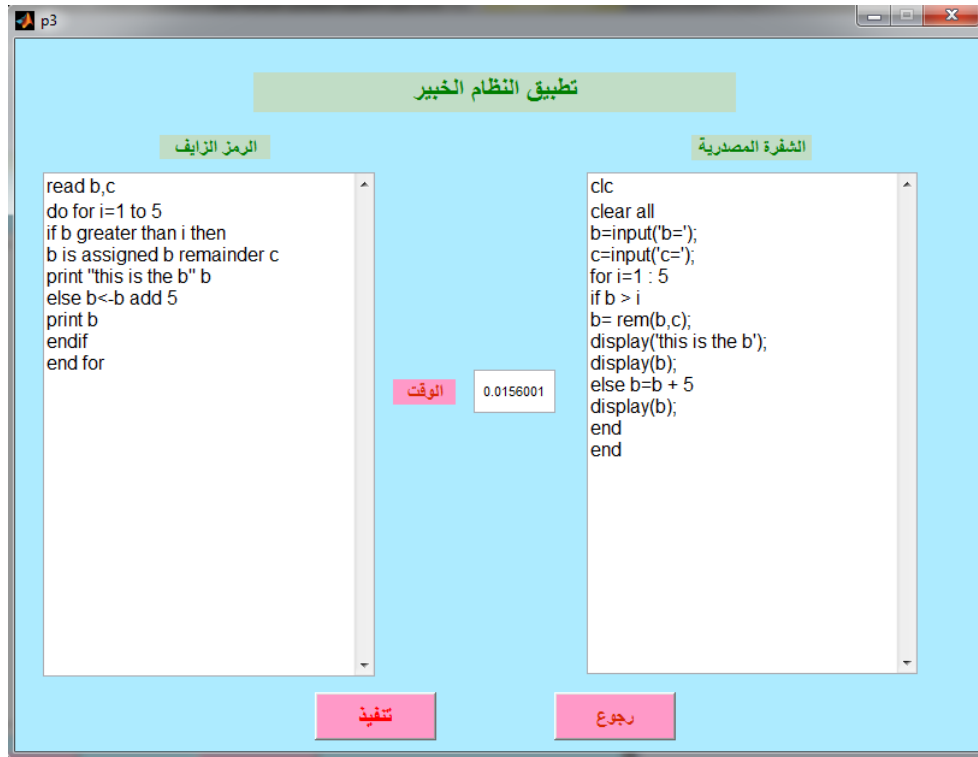 p3
تطبيق النظام الخبير
الرمز الزايف
الشفرة المصدرية
read b,c
do for i=1 to 5
if b greater than i then
b is assigned b remainder c
print "this is the b" b
else b<-b add 5
print b
endif
end for
الوقت
0.0156001
clc
clear all
b=input('b=');
c=input('c=');
for i=1 : 5
if b > i
b= rem(b,c);
display('this is the b');
display(b);
else b=b + 5
display(b);
end
end
تنفيذ
رجوع